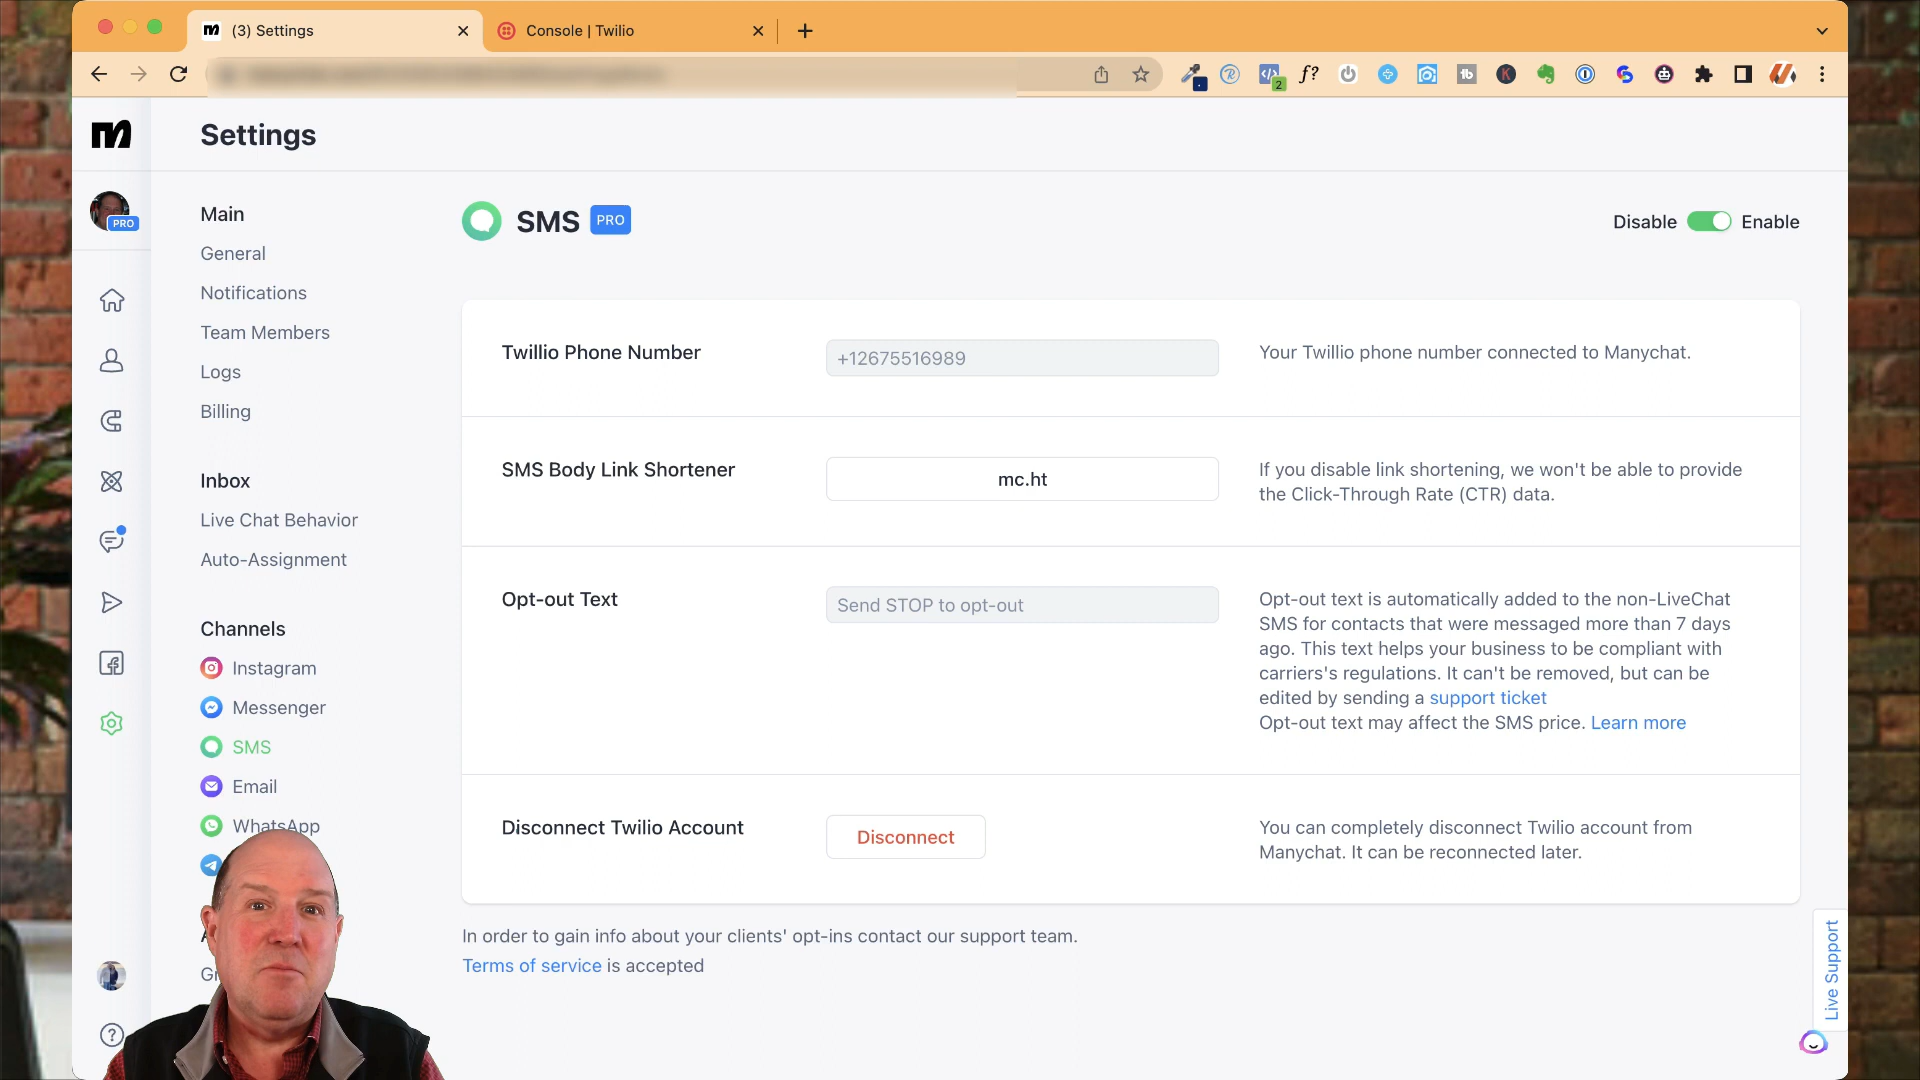 (3) Settings
Console | Twilio
2
Settings
PRO
Main
General
Notifications
Team Members
Logs
Billing
Inbox
Live Chat Behavior
Auto-Assignment
Channels
Instagram
Messenger
SMS
Email
WhatsApp
SMS PRO
Disable
Enable
Twillio Phone Number
+12675516989
Your Twillio phone number connected to Manychat.
SMS Body Link Shortener
mc.ht
If you disable link shortening, we won't be able to provide
the Click-Through Rate (CTR) data.
Opt-out Text
Send STOP to opt-out
Opt-out text is automatically added to the non-LiveChat
SMS for contacts that were messaged more than 7 days
ago. This text helps your business to be compliant with
carriers's regulations. It can't be removed, but can be
edited by sending a support ticket
Opt-out text may affect the SMS price. Learn more
Disconnect Twilio Account
Disconnect
You can completely disconnect Twilio account from
Manychat. It can be reconnected later.
In order to gain info about your clients' opt-ins contact our support team.
Terms of service is accepted
Live Support